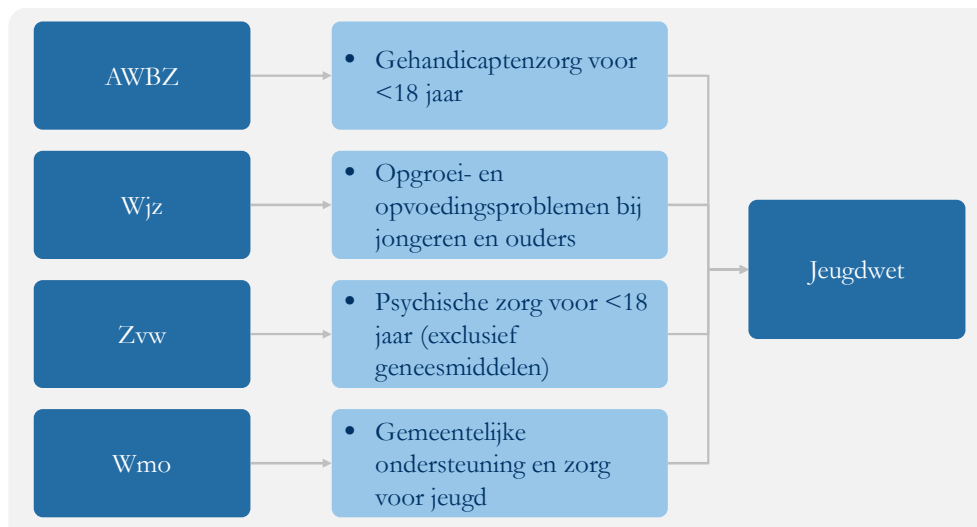 AWBZ
• Gehandicaptenzorg voor
<18 jaar
Wjz
• Opgroei- en
opvoedingsproblemen bij
jongeren en ouders
Jeugdwet
Zvw
• Psychische zorg voor <18
jaar (exclusief
geneesmiddelen)
Wmo
• Gemeentelijke
ondersteuning en zorg
voor jeugd